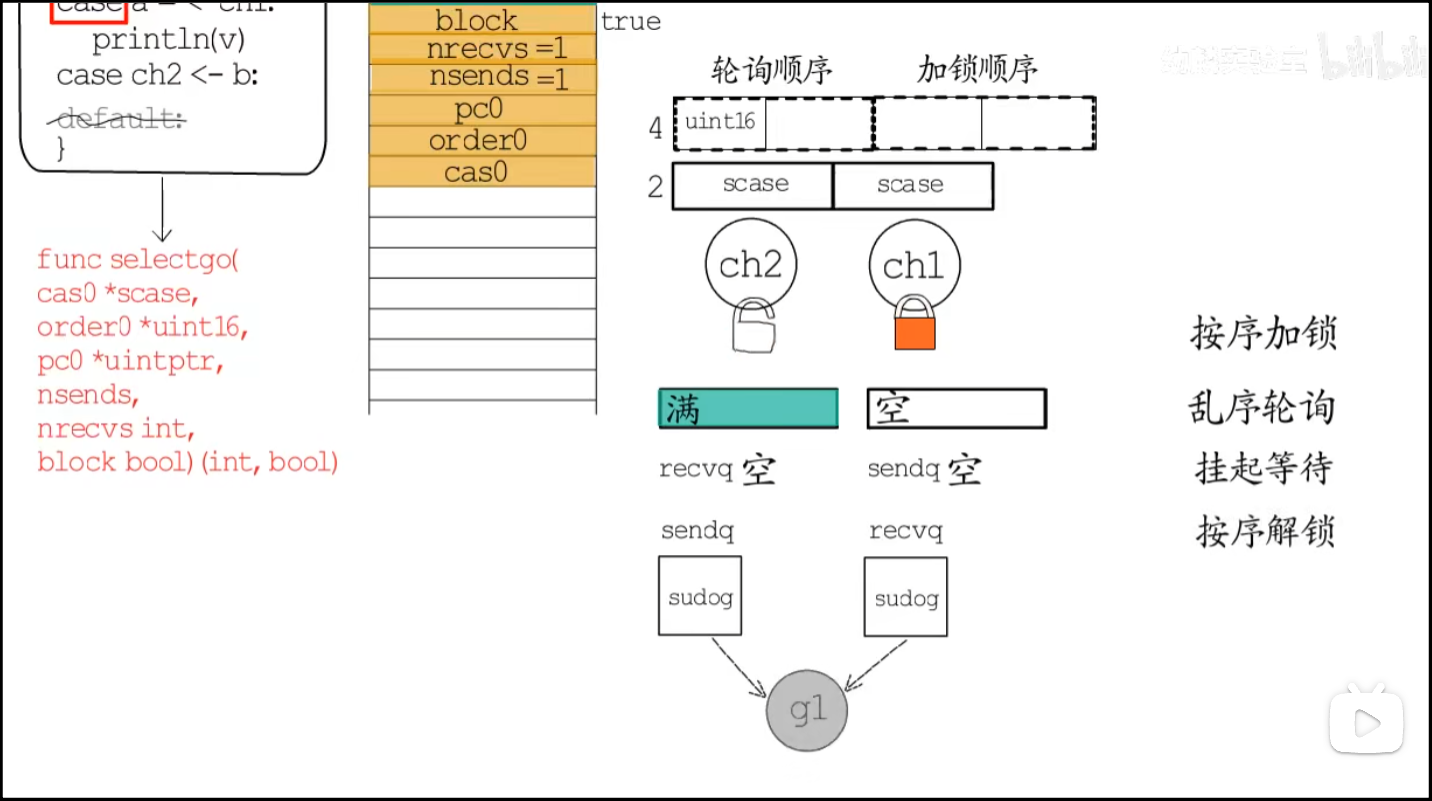 case a = <-ch1:
println(v)
case ch2 <- b:
default:
}
func selectgo(
cas0 *scase,
order0 *uint16,
pc0 *uintptr,
nsends,
nrecvs int,
block bool) (int, bool)
block true
nrecvs =1
nsends =1
pc0
order0
cas0
轮询顺序 加锁顺序
4 uint16
2 scase scase
ch2 ch1
满 空
recvq 空 sendq 空
sendq recvq
sudog sudog
g1
按序加锁
乱序轮询
挂起等待
按序解锁
bilibili